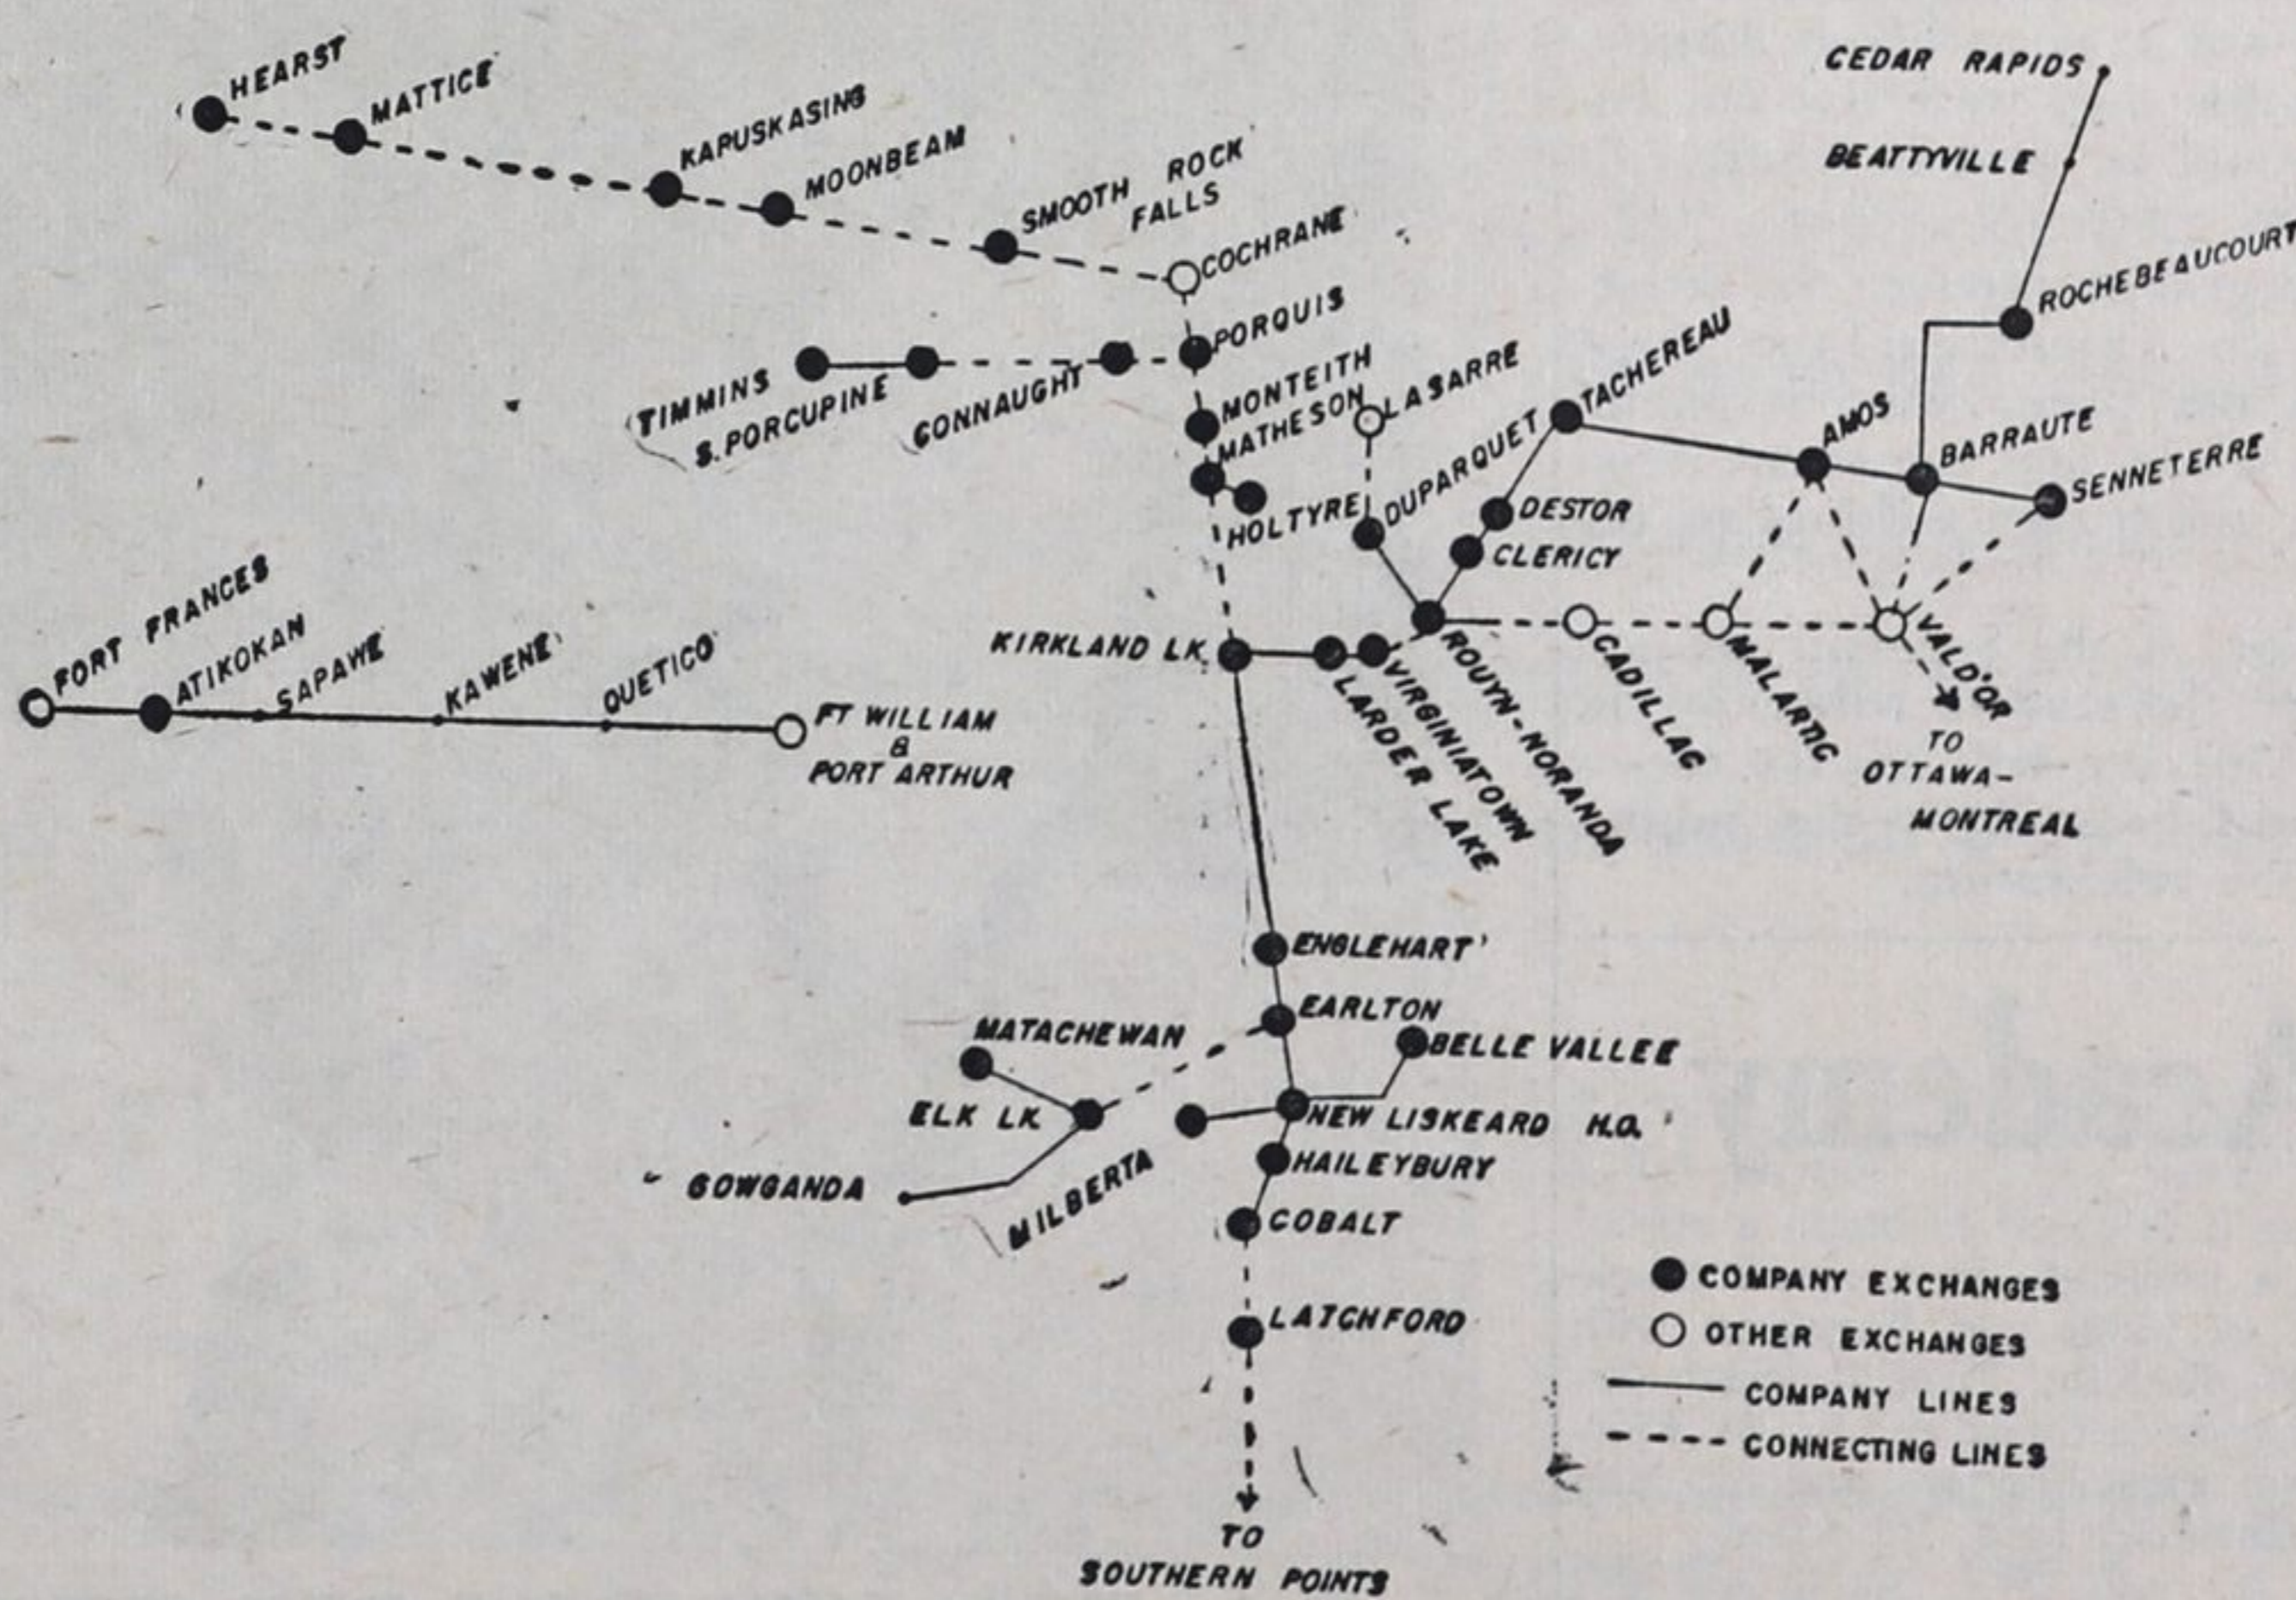 HEARST
MATTICE
KAPUSKASING
MOONBEAM
SMOOTH ROCK
FALLS
COCHRANE
CEDAR RAPIDS
BEATTYVILLE
ROCHEBEAUCOURT
PORQUIS
TIMMINS
S. PORCUPINE
CONNAUGHT
MONTEITH
MATHESON
LASARRE
TACHEREAU
HOLTYRE
DUPARQUET
DESTOR
CLERICY
AMOS
BARRAUTE
SENNETERRE
FORT FRANCES
ATIKOKAN
SAPAWE
KAWENE
QUETICO
FT WILLIAM
&
PORT ARTHUR
KIRKLAND LK.
LARDER LAKE
VIRGINIATOWN
ROUYN-NORANDA
CADILLAC
MALARTIC
VALD'OR
TO
OTTAWA-
MONTREAL
ENGLEHART
EARLTON
MATACHEWAN
BELLE VALLEE
ELK LK
NEW LISKEARD H.Q.
GOWGANDA
MILBERTA
HAILEYBURY
COBALT
LATCHFORD
TO
SOUTHERN POINTS
COMPANY EXCHANGES
OTHER EXCHANGES
COMPANY LINES
CONNECTING LINES